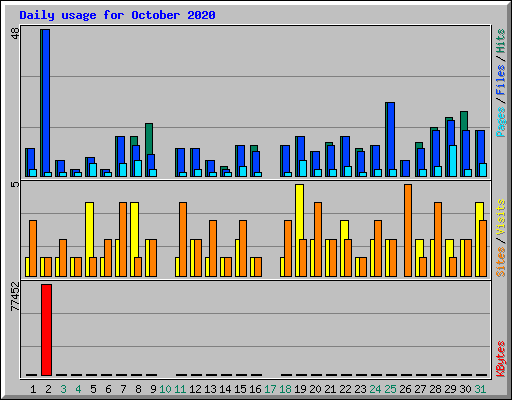 Daily usage for October 2020
48
Pages / Files / Hits
5
Sites / Visits
77452
KBytes
1 2 3 4 5 6 7 8 9 10 11 12 13 14 15 16 17 18 19 20 21 22 23 24 25 26 27 28 29 30 31